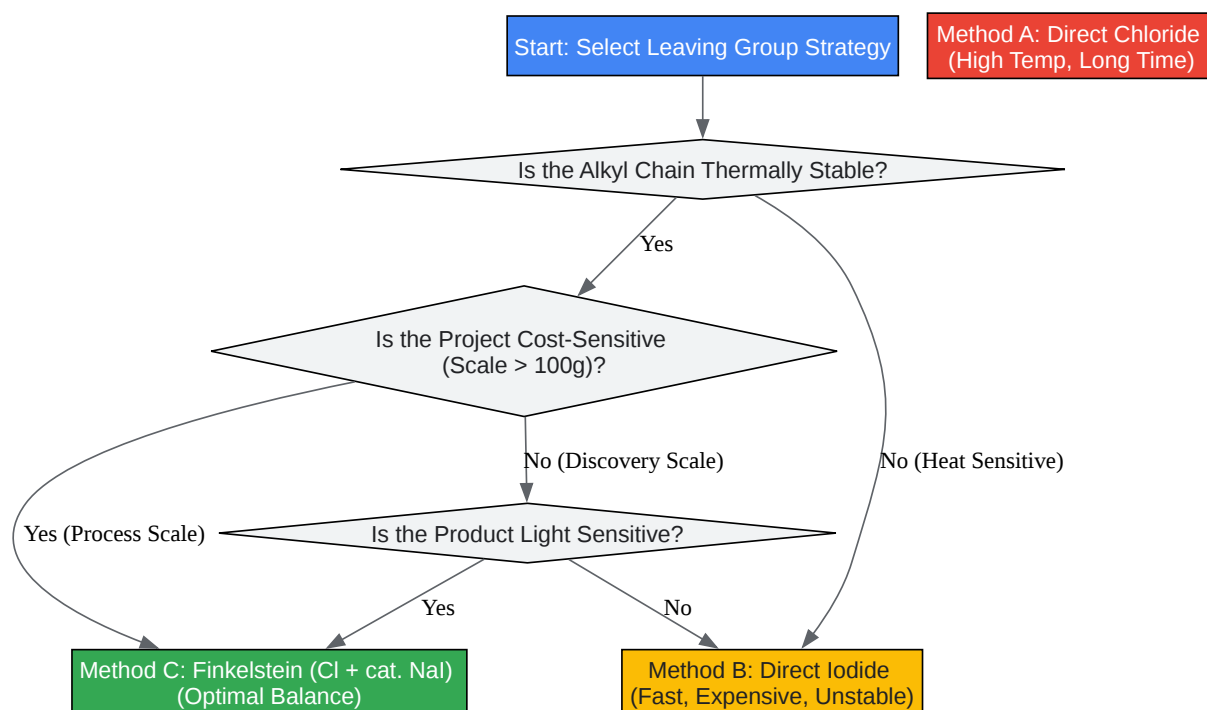 Start: Select Leaving Group Strategy
Method A: Direct Chloride
(High Temp, Long Time)
Is the Alkyl Chain Thermally Stable?
Yes
Is the Project Cost-Sensitive
(Scale > 100g)?
No (Discovery Scale)
No (Heat Sensitive)
Yes (Process Scale)
Is the Product Light Sensitive?
Yes
No
Method C: Finkelstein (Cl + cat. NaI)
(Optimal Balance)
Method B: Direct Iodide
(Fast, Expensive, Unstable)